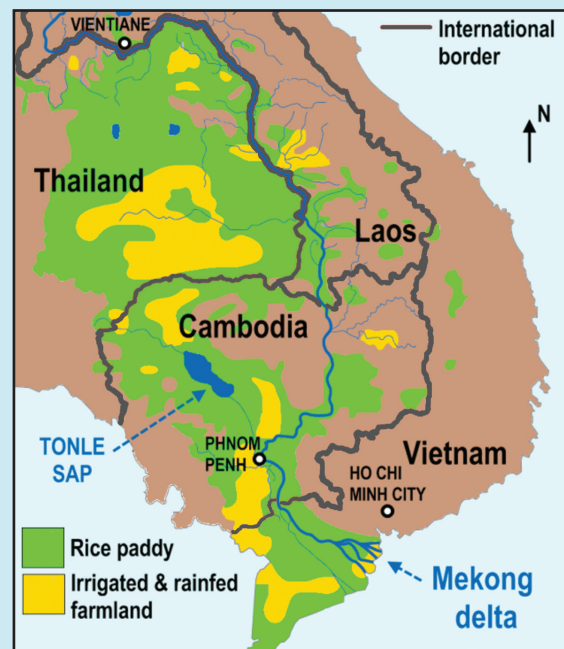 VIENTIANE
International
border
N
Thailand
Laos
Cambodia
TONLE
SAP
PHNOM
PENH
Vietnam
HO CHI
MINH CITY
Rice paddy
Irrigated & rainfed
farmland
Mekong
delta